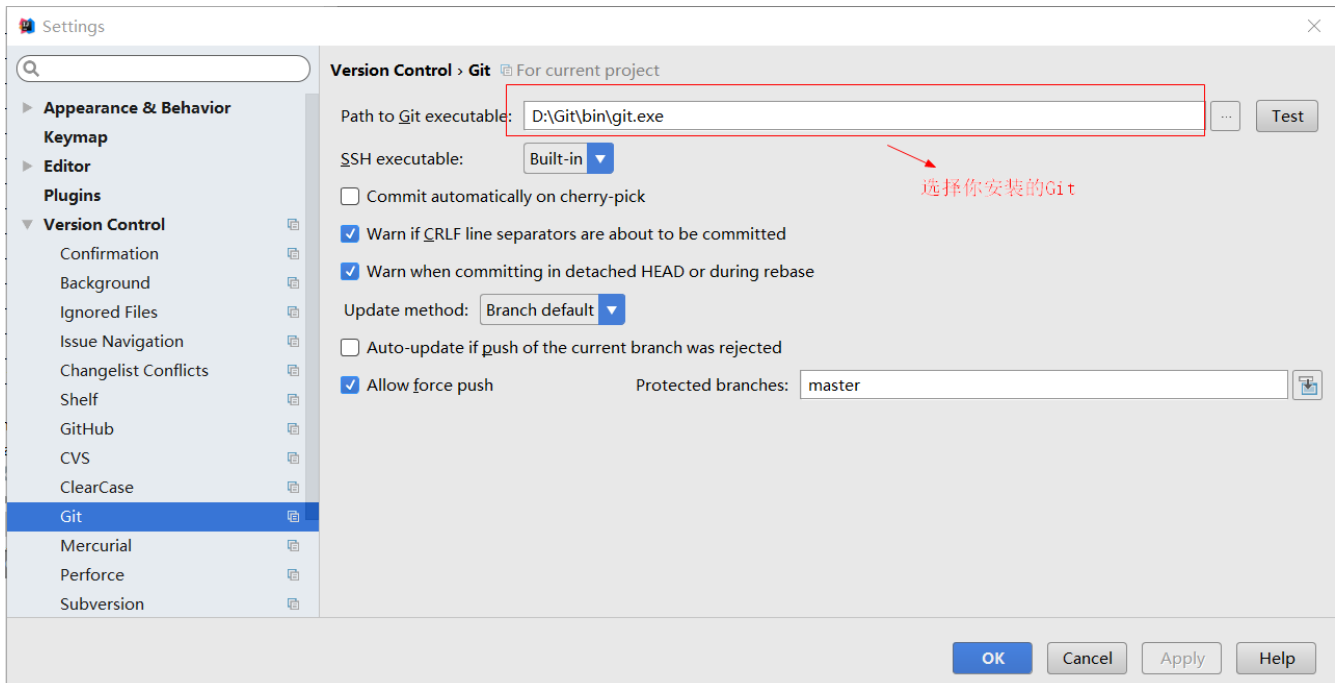 Settings
Version Control › Git For current project
Appearance & Behavior
Keymap
Editor
Plugins
Version Control
Confirmation
Background
Ignored Files
Issue Navigation
Changelist Conflicts
Shelf
GitHub
CVS
ClearCase
Git
Mercurial
Perforce
Subversion
Path to Git executable: D:\Git\bin\git.exe ... Test
选择你安装的Git
SSH executable: Built-in
Commit automatically on cherry-pick
Warn if CRLF line separators are about to be committed
Warn when committing in detached HEAD or during rebase
Update method: Branch default
Auto-update if push of the current branch was rejected
Allow force push Protected branches: master
OK Cancel Apply Help